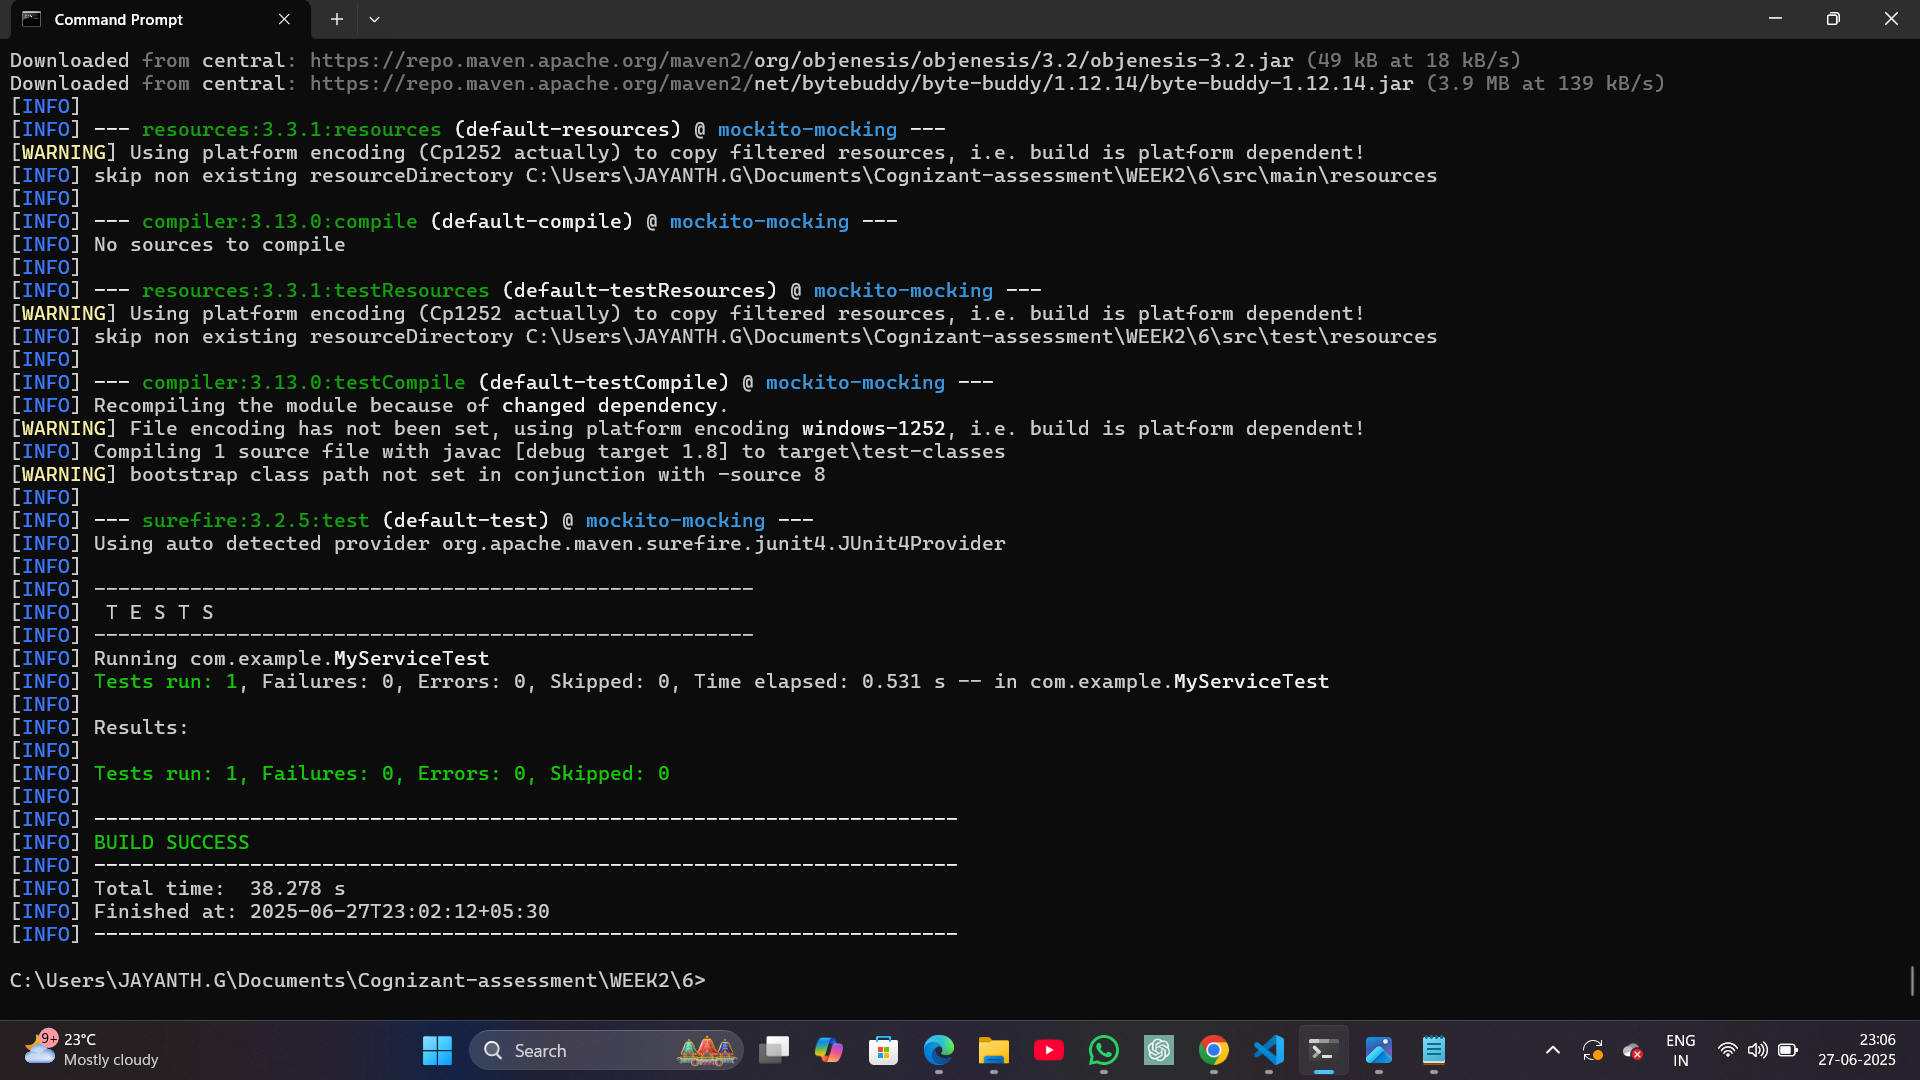 Command Prompt
Downloaded from central: https://repo.maven.apache.org/maven2/org/objenesis/objenesis/3.2/objenesis-3.2.jar (49 kB at 18 kB/s)
Downloaded from central: https://repo.maven.apache.org/maven2/net/bytebuddy/byte-buddy/1.12.14/byte-buddy-1.12.14.jar (3.9 MB at 139 kB/s)
[INFO]
[INFO] --- resources:3.3.1:resources (default-resources) @ mockito-mocking ---
[WARNING] Using platform encoding (Cp1252 actually) to copy filtered resources, i.e. build is platform dependent!
[INFO] skip non existing resourceDirectory C:\Users\JAYANTH.G\Documents\Cognizant-assessment\WEEK2\6\src\main\resources
[INFO]
[INFO] --- compiler:3.13.0:compile (default-compile) @ mockito-mocking ---
[INFO] No sources to compile
[INFO]
[INFO] --- resources:3.3.1:testResources (default-testResources) @ mockito-mocking ---
[WARNING] Using platform encoding (Cp1252 actually) to copy filtered resources, i.e. build is platform dependent!
[INFO] skip non existing resourceDirectory C:\Users\JAYANTH.G\Documents\Cognizant-assessment\WEEK2\6\src\test\resources
[INFO]
[INFO] --- compiler:3.13.0:testCompile (default-testCompile) @ mockito-mocking ---
[INFO] Recompiling the module because of changed dependency.
[WARNING] File encoding has not been set, using platform encoding windows-1252, i.e. build is platform dependent!
[INFO] Compiling 1 source file with javac [debug target 1.8] to target\test-classes
[WARNING] bootstrap class path not set in conjunction with -source 8
[INFO]
[INFO] --- surefire:3.2.5:test (default-test) @ mockito-mocking ---
[INFO] Using auto detected provider org.apache.maven.surefire.junit4.JUnit4Provider
[INFO]
[INFO] -------------------------------------------------------
[INFO]  T E S T S
[INFO] -------------------------------------------------------
[INFO] Running com.example.MyServiceTest
[INFO] Tests run: 1, Failures: 0, Errors: 0, Skipped: 0, Time elapsed: 0.531 s -- in com.example.MyServiceTest
[INFO]
[INFO] Results:
[INFO]
[INFO] Tests run: 1, Failures: 0, Errors: 0, Skipped: 0
[INFO]
[INFO] ------------------------------------------------------------------------
[INFO] BUILD SUCCESS
[INFO] ------------------------------------------------------------------------
[INFO] Total time:  38.278 s
[INFO] Finished at: 2025-06-27T23:02:12+05:30
[INFO] ------------------------------------------------------------------------
C:\Users\JAYANTH.G\Documents\Cognizant-assessment\WEEK2\6>
9+
23°C
Mostly cloudy
Search
ENG
IN
23:06
27-06-2025